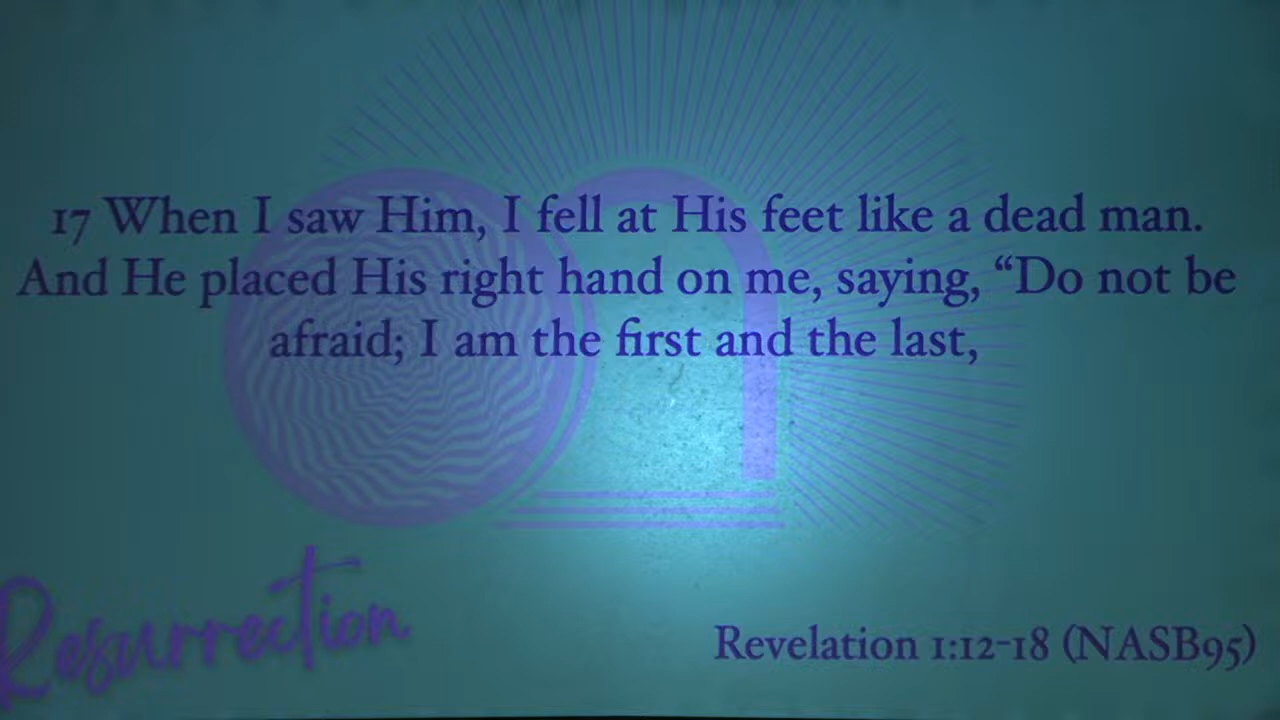 17 When I saw Him, I fell at His feet like a dead man.
And He placed His right hand on me, saying, “Do not be
afraid; I am the first and the last,
Resurrection
Revelation 1:12-18 (NASB95)